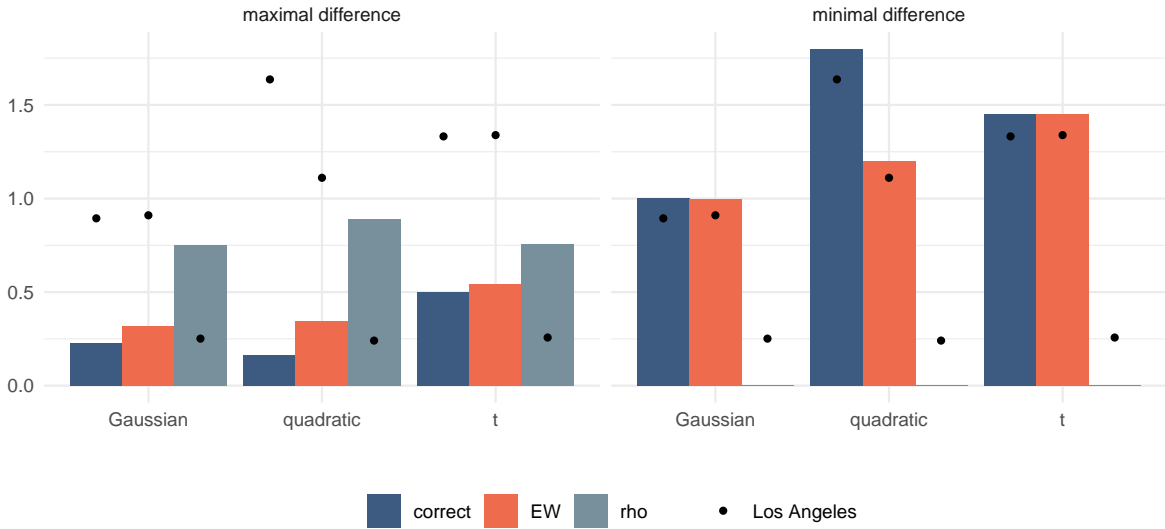 maximal difference
minimal difference
1.5
1.0
0.5
0.0
Gaussian quadratic t
Gaussian quadratic t
correct EW rho Los Angeles